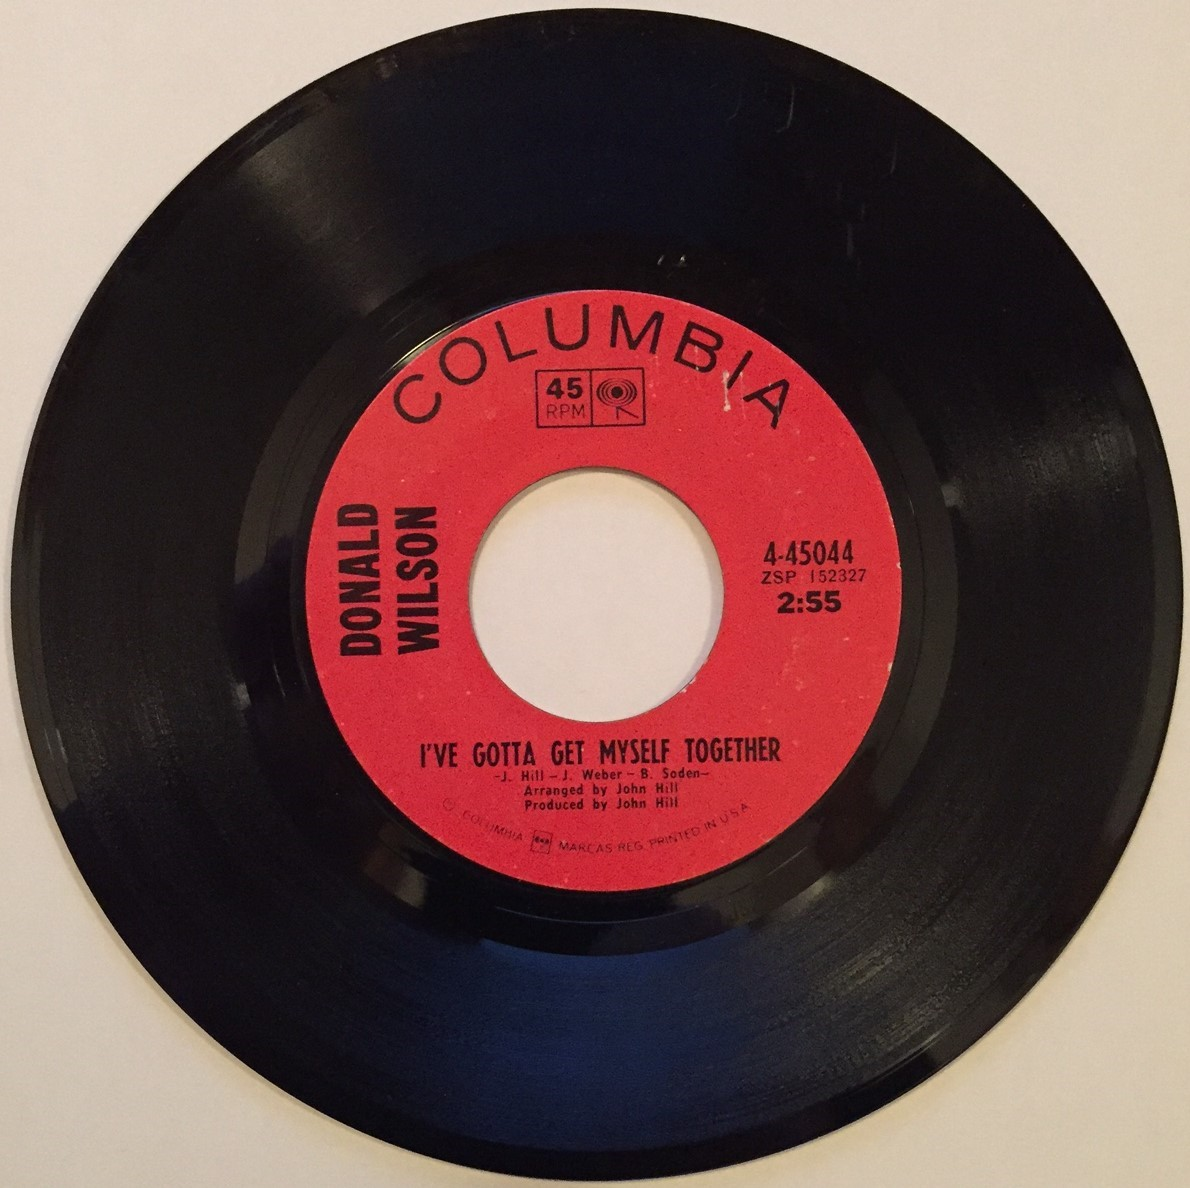 COLUMBIA
45
RPM
DONALD
WILSON
4-45044
ZSP 152327
2:55
I'VE GOTTA GET MYSELF TOGETHER
-J. Hill - J. Weber - B. Soden-
Arranged by John Hill
Produced by John Hill
© COLUMBIA MARCAS REG. PRINTED IN U.S.A.